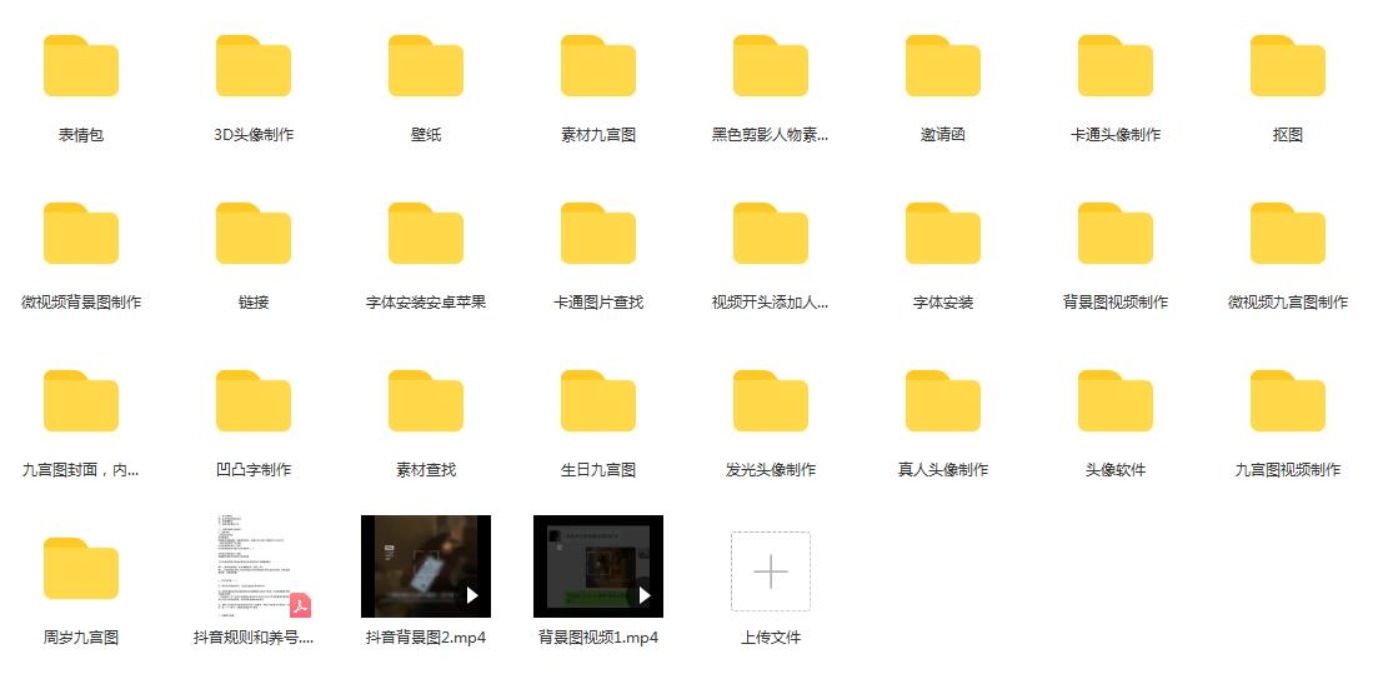 表情包
3D头像制作
壁纸
素材九宫图
黑色剪影人物素...
邀请函
卡通头像制作
抠图
微视频背景图制作
链接
字体安装安卓苹果
卡通图片查找
视频开头添加人...
字体安装
背景图视频制作
微视频九宫图制作
九宫图封面，内...
凹凸字制作
素材查找
生日九宫图
发光头像制作
真人头像制作
头像软件
九宫图视频制作
周岁九宫图
抖音规则和养号....
抖音背景图2.mp4
背景图视频1.mp4
上传文件